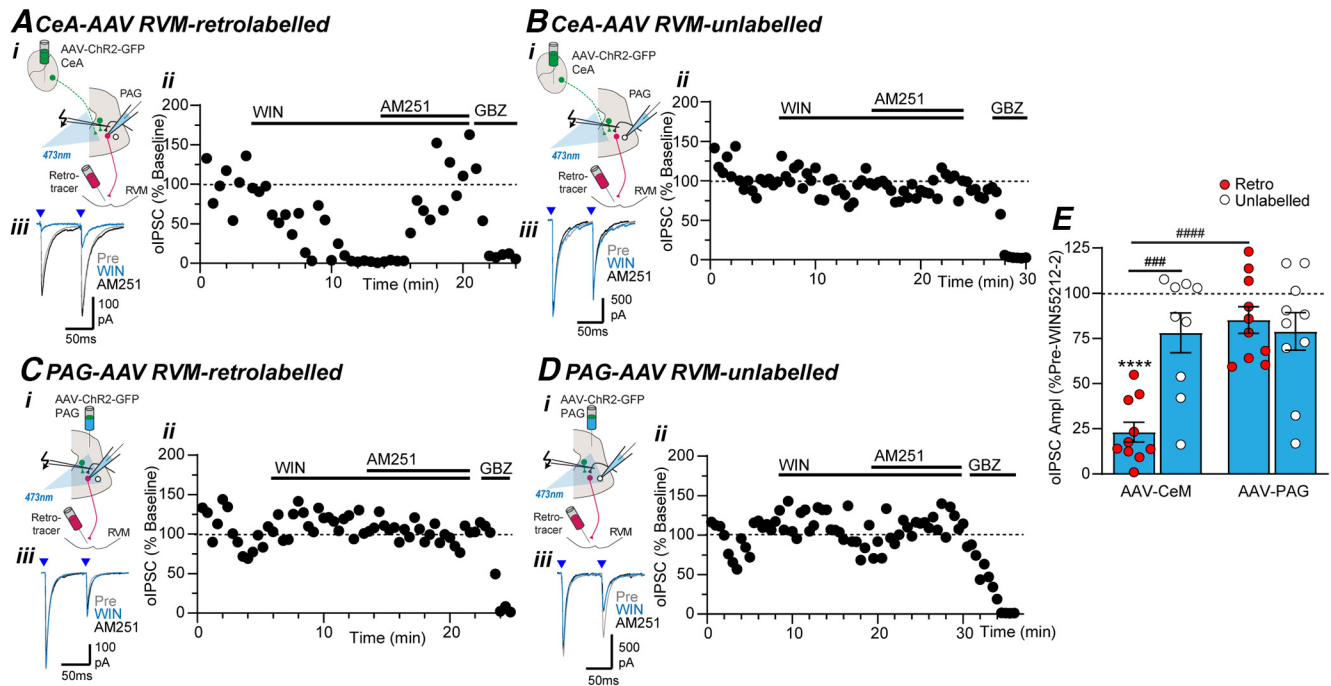 A CeA-AAV RVM-retrolabelled
i
AAV-ChR2-GFP
CeA
PAG
473nm
Retro-
tracer
RVM
ii
oIPSC (% Baseline)
200
150
100
50
0
WIN
AM251
GBZ
0
10
20
Time (min)
iii
Pre
WIN
AM251
100
pA
50ms
B CeA-AAV RVM-unlabelled
i
AAV-ChR2-GFP
CeA
PAG
473nm
Retro-
tracer
RVM
ii
oIPSC (% Baseline)
200
150
100
50
0
WIN
AM251
GBZ
0
10
20
30
Time (min)
iii
Pre
WIN
AM251
500
pA
50ms
C PAG-AAV RVM-retrolabelled
i
AAV-ChR2-GFP
PAG
473nm
Retro-
tracer
RVM
ii
oIPSC (% Baseline)
200
150
100
50
0
WIN
AM251
GBZ
0
10
20
Time (min)
iii
Pre
WIN
AM251
100
pA
50ms
D PAG-AAV RVM-unlabelled
i
AAV-ChR2-GFP
PAG
473nm
Retro-
tracer
RVM
ii
oIPSC (% Baseline)
200
150
100
50
0
WIN
AM251
GBZ
0
10
20
30
Time (min)
iii
Pre
WIN
AM251
500
pA
50ms
E
Retro
Unlabelled
oIPSC Ampl (%Pre-WIN55212-2)
125
100
75
50
25
0
####
###
****
AAV-CeM
AAV-PAG